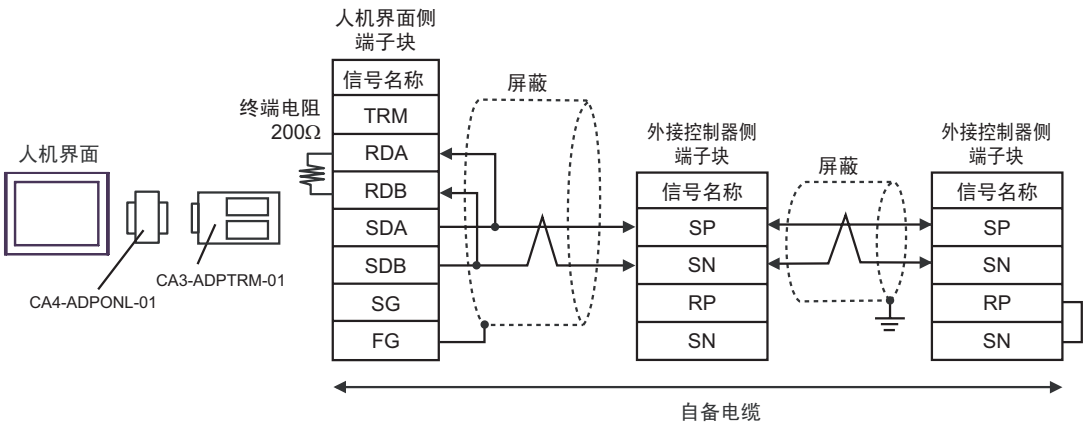 人机界面
CA4-ADPONL-01
CA3-ADPTRM-01
终端电阻
200Ω
人机界面侧
端子块
信号名称
TRM
RDA
RDB
SDA
SDB
SG
FG
屏蔽
外接控制器侧
端子块
信号名称
SP
SN
RP
SN
屏蔽
外接控制器侧
端子块
信号名称
SP
SN
RP
SN
自备电缆